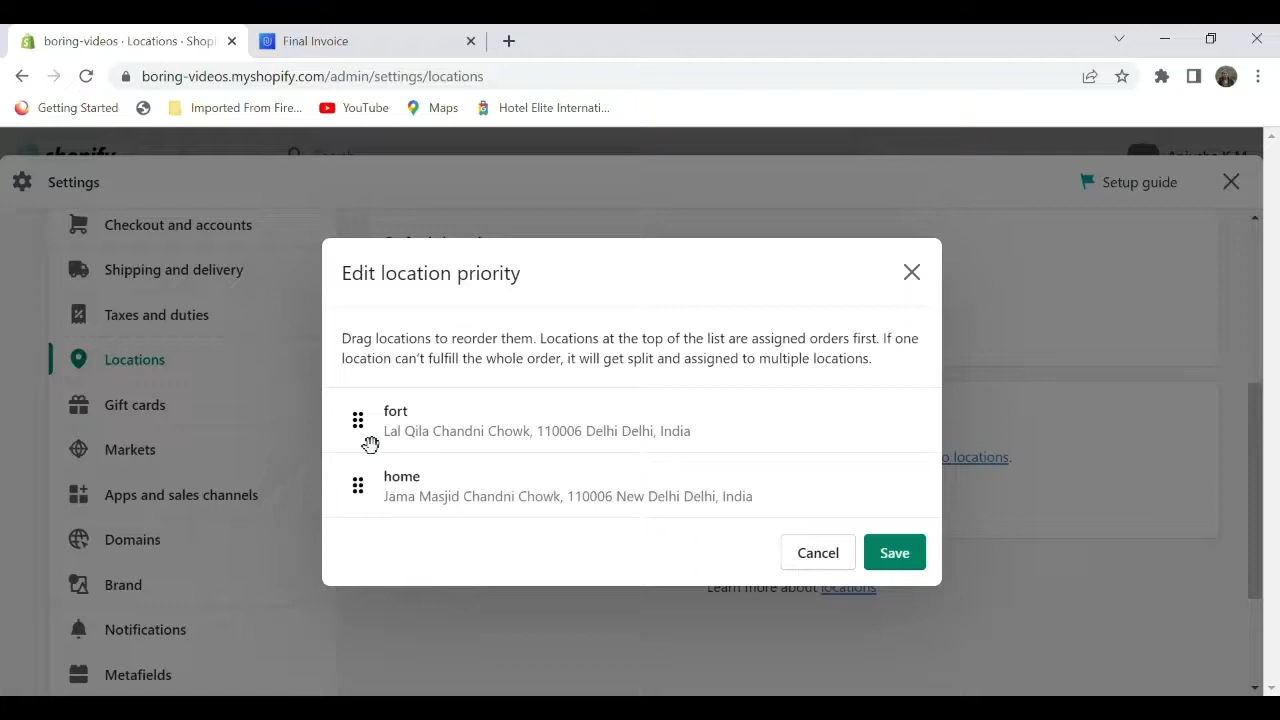 boring-videos · Locations · Shopi
Final Invoice
boring-videos.myshopify.com/admin/settings/locations
Getting Started
Imported From Fire...
YouTube
Maps
Hotel Elite Internati...
shopify
Search
Settings
Setup guide
Checkout and accounts
Shipping and delivery
Taxes and duties
Locations
Gift cards
Markets
Apps and sales channels
Domains
Brand
Notifications
Metafields
Edit location priority
Drag locations to reorder them. Locations at the top of the list are assigned orders first. If one
location can't fulfill the whole order, it will get split and assigned to multiple locations.
fort
Lal Qila Chandni Chowk, 110006 Delhi Delhi, India
home
Jama Masjid Chandni Chowk, 110006 New Delhi Delhi, India
o locations.
Cancel
Save
Learn more about locations